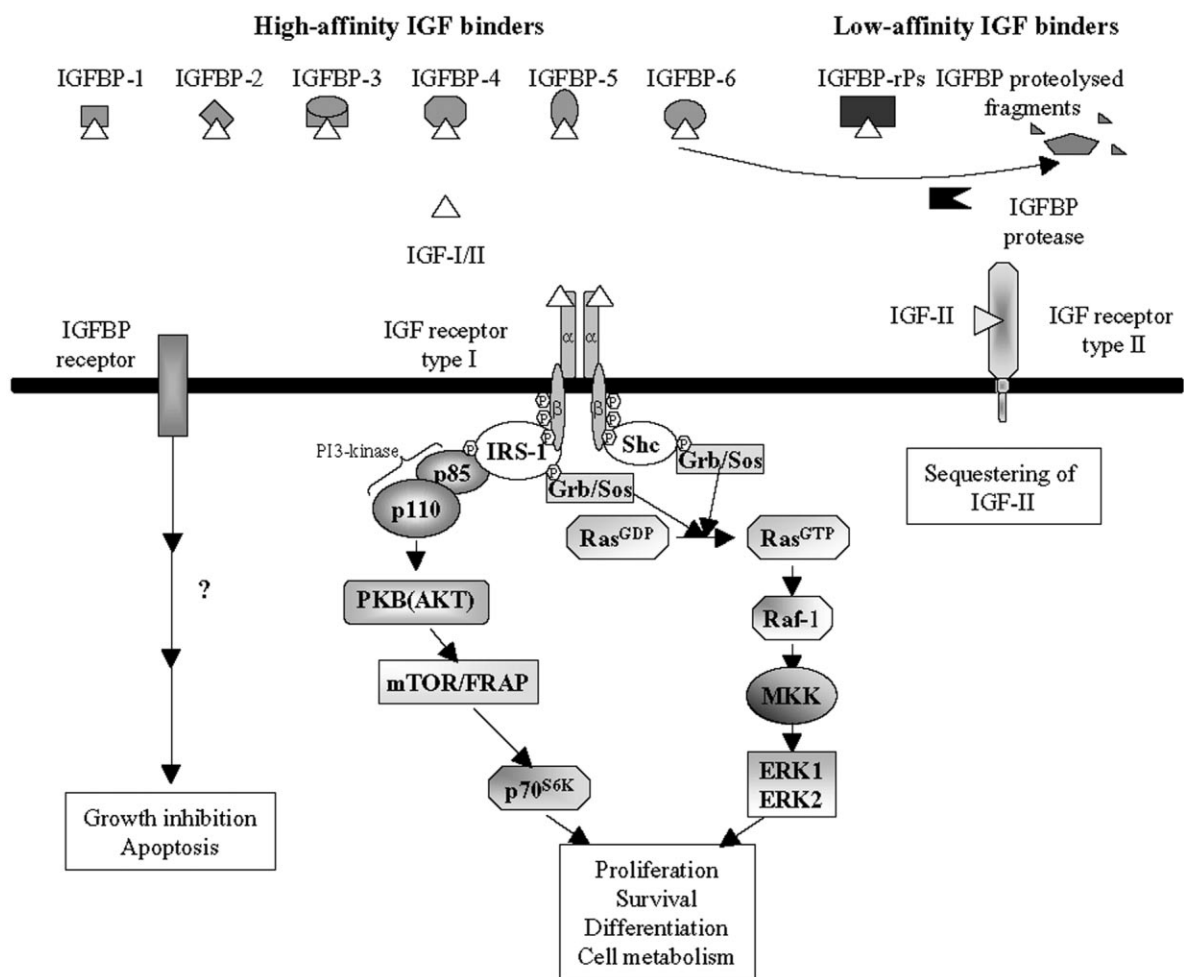 High-affinity IGF binders
Low-affinity IGF binders
IGFBP-1
IGFBP-2
IGFBP-3
IGFBP-4
IGFBP-5
IGFBP-6
IGFBP-rPs
IGFBP proteolysed
fragments
IGFBP
protease
IGF-I/II
IGFBP
receptor
IGF receptor
type I
α
α
IGF-II
IGF receptor
type II
β
β
P
P
P
P
P
P
PI3-kinase
P
IRS-1
P
Shc
P
Grb/Sos
Grb/Sos
p85
p110
Sequestering of
IGF-II
RasGDP
RasGTP
?
PKB(AKT)
Raf-1
mTOR/FRAP
MKK
p70S6K
ERK1
ERK2
Growth inhibition
Apoptosis
Proliferation
Survival
Differentiation
Cell metabolism